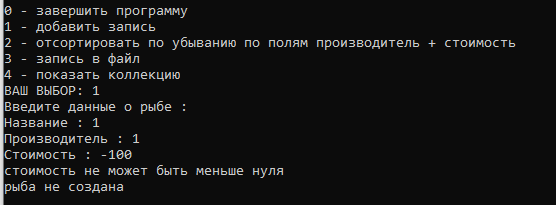 0 - завершить программу
1 - добавить запись
2 - отсортировать по убыванию по полям производитель + стоимость
3 - запись в файл
4 - показать коллекцию
ВАШ ВЫБОР: 1
Введите данные о рыбе :
Название : 1
Производитель : 1
Стоимость : -100
стоимость не может быть меньше нуля
рыба не создана